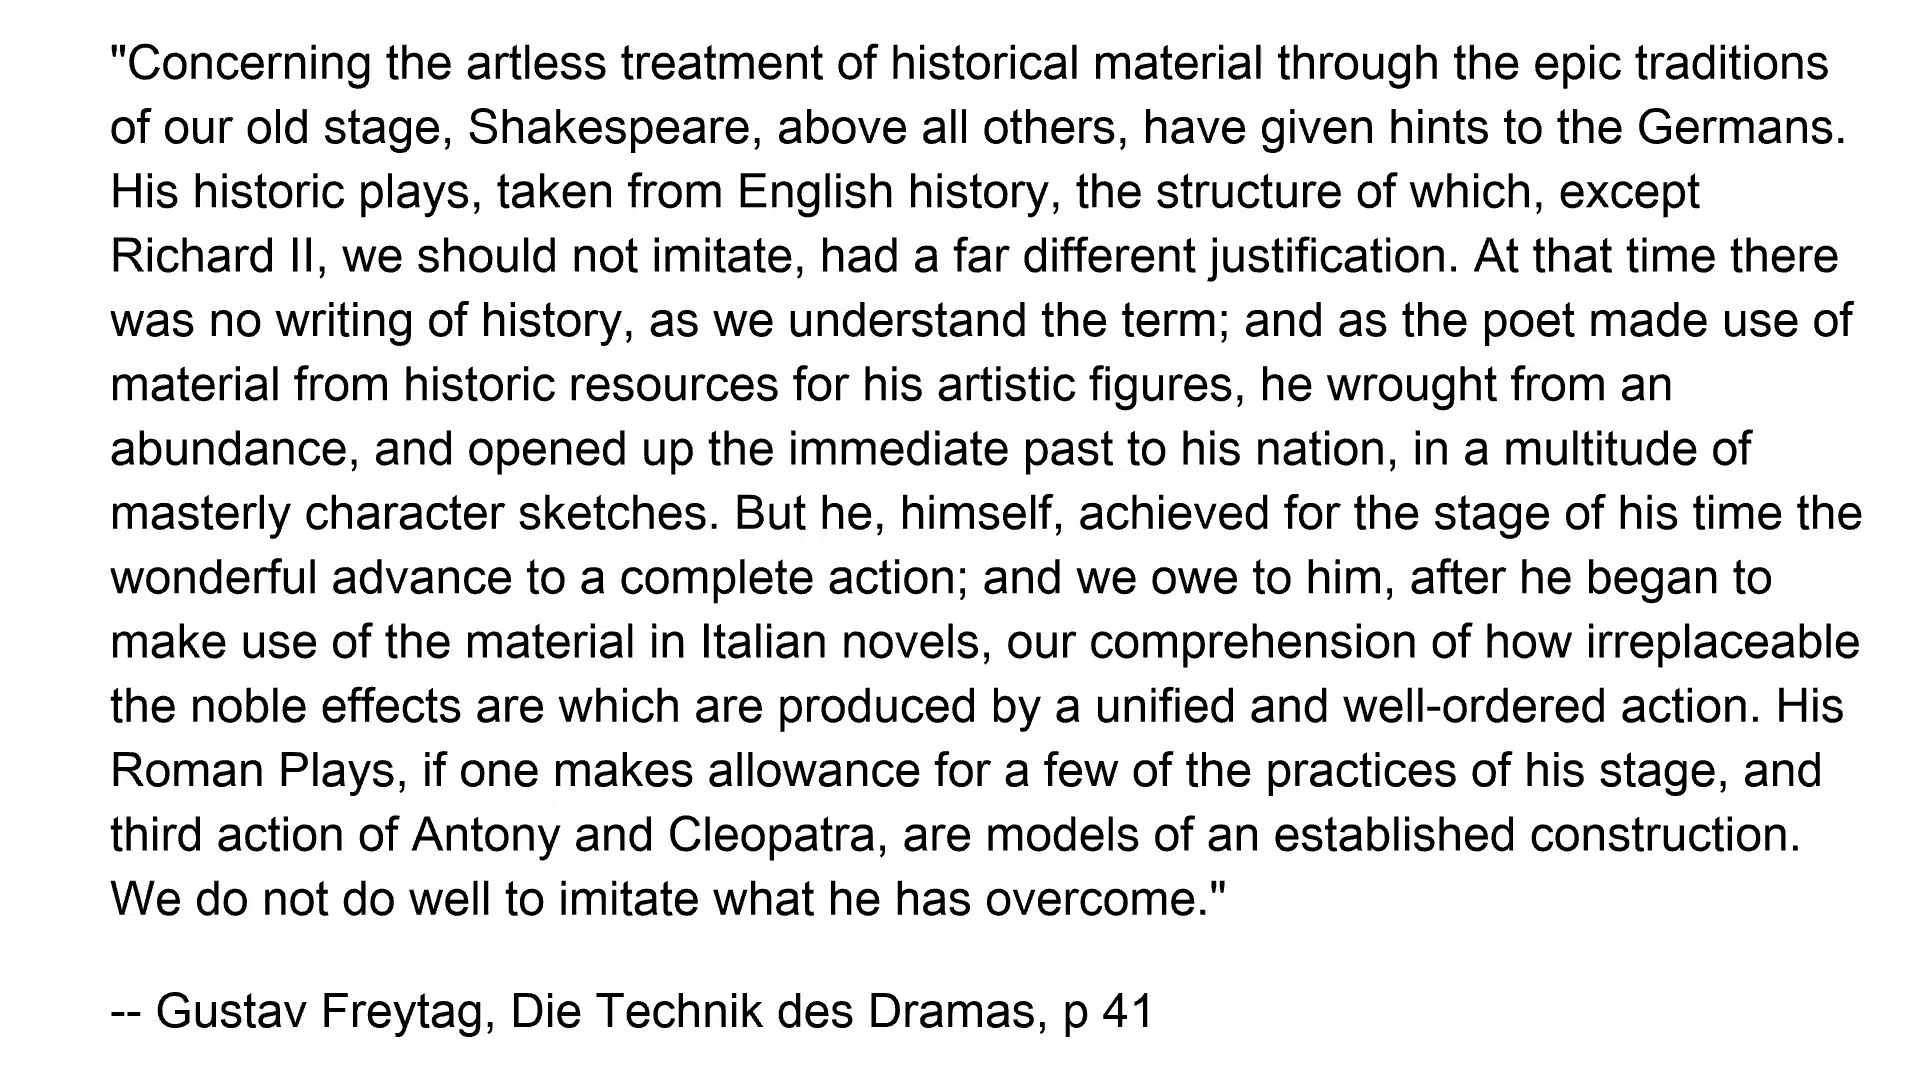 "Concerning the artless treatment of historical material through the epic traditions
of our old stage, Shakespeare, above all others, have given hints to the Germans.
His historic plays, taken from English history, the structure of which, except
Richard II, we should not imitate, had a far different justification. At that time there
was no writing of history, as we understand the term; and as the poet made use of
material from historic resources for his artistic figures, he wrought from an
abundance, and opened up the immediate past to his nation, in a multitude of
masterly character sketches. But he, himself, achieved for the stage of his time the
wonderful advance to a complete action; and we owe to him, after he began to
make use of the material in Italian novels, our comprehension of how irreplaceable
the noble effects are which are produced by a unified and well-ordered action. His
Roman Plays, if one makes allowance for a few of the practices of his stage, and
third action of Antony and Cleopatra, are models of an established construction.
We do not do well to imitate what he has overcome."
-- Gustav Freytag, Die Technik des Dramas, p 41